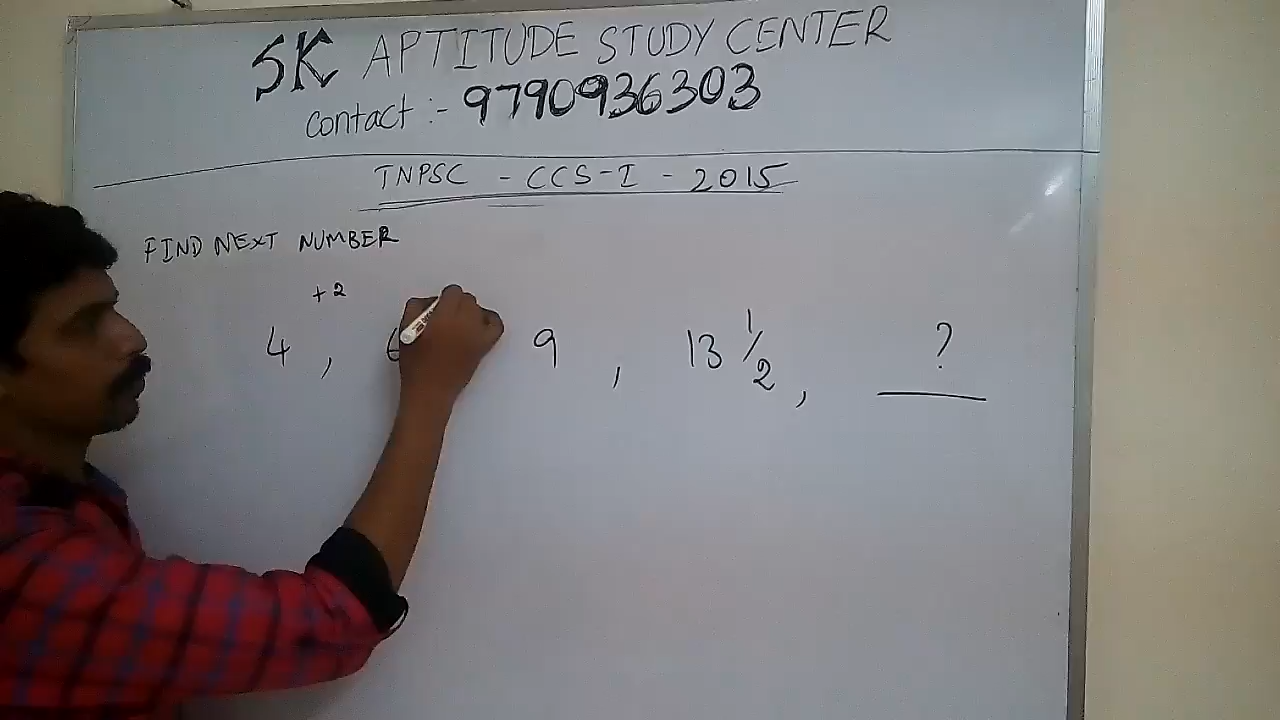 SK APTITUDE STUDY CENTER
contact :- 9790936303
TNPSC - CCS-I - 2015
FIND NEXT NUMBER
+2
4 , 6 9 , 13 1/2 , ?